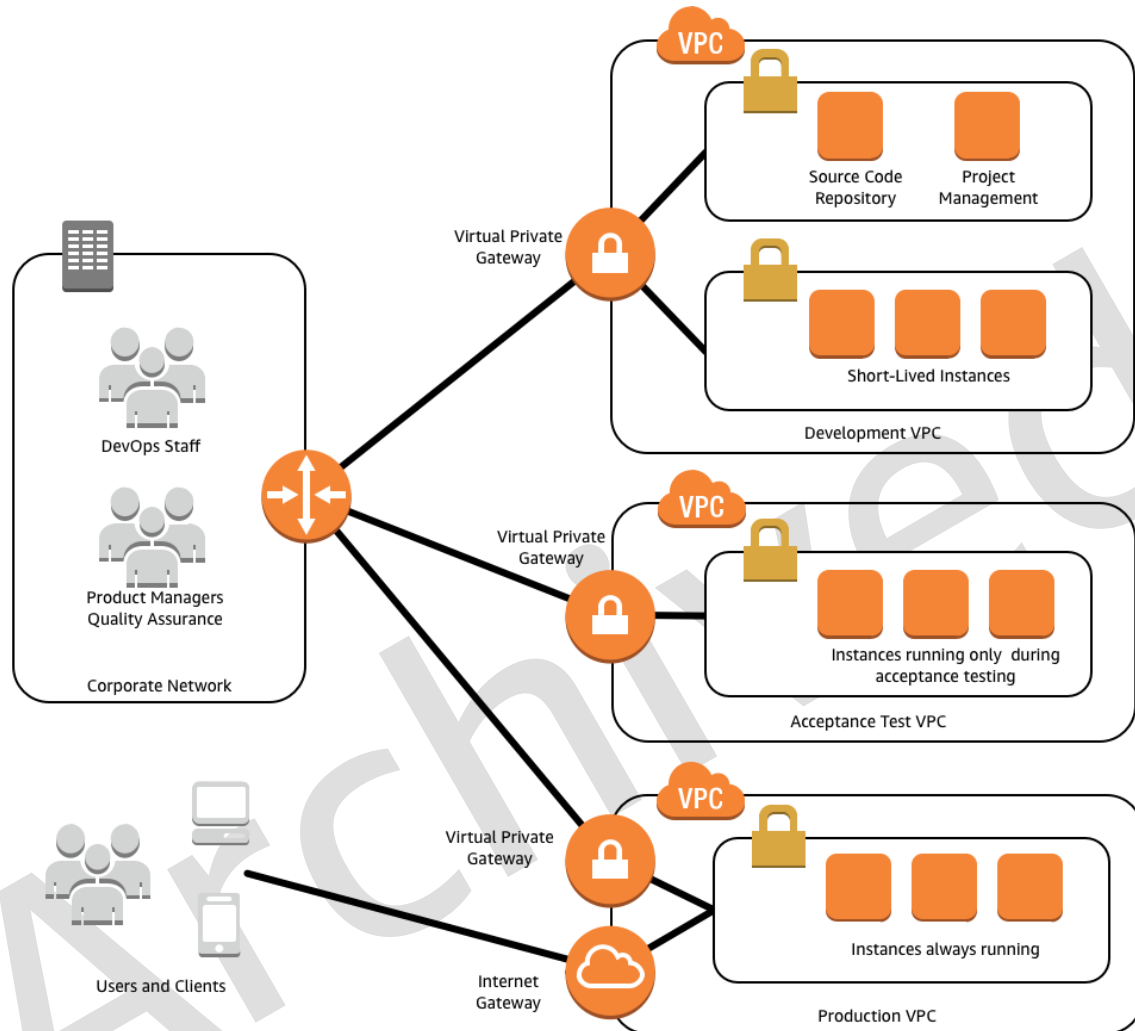 VPC
Source Code
Repository
Project
Management
Virtual Private
Gateway
Short-Lived Instances
Development VPC
DevOps Staff
Product Managers
Quality Assurance
Corporate Network
VPC
Virtual Private
Gateway
Instances running only during
acceptance testing
Acceptance Test VPC
VPC
Virtual Private
Gateway
Instances always running
Users and Clients
Internet
Gateway
Production VPC
Archived